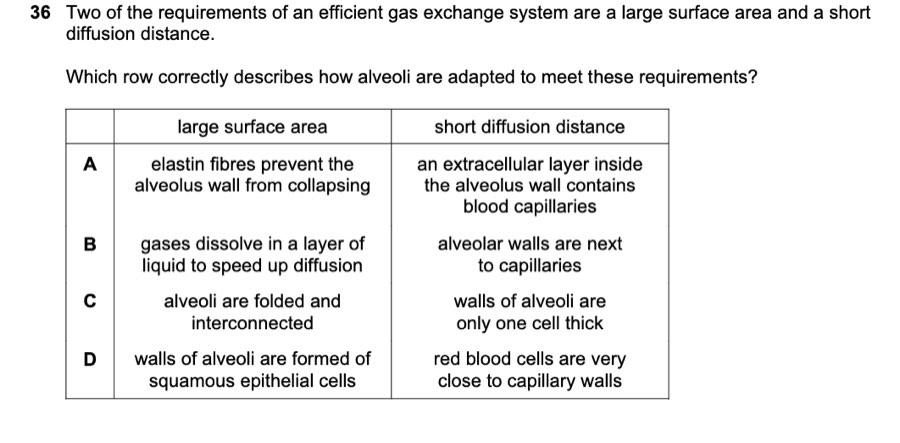 36 Two of the requirements of an efficient gas exchange system are a large surface area and a short
diffusion distance.
Which row correctly describes how alveoli are adapted to meet these requirements?
large surface area short diffusion distance
A elastin fibres prevent the an extracellular layer inside
alveolus wall from collapsing the alveolus wall contains
blood capillaries
B gases dissolve in a layer of alveolar walls are next
liquid to speed up diffusion to capillaries
C alveoli are folded and walls of alveoli are
interconnected only one cell thick
D walls of alveoli are formed of red blood cells are very
squamous epithelial cells close to capillary walls